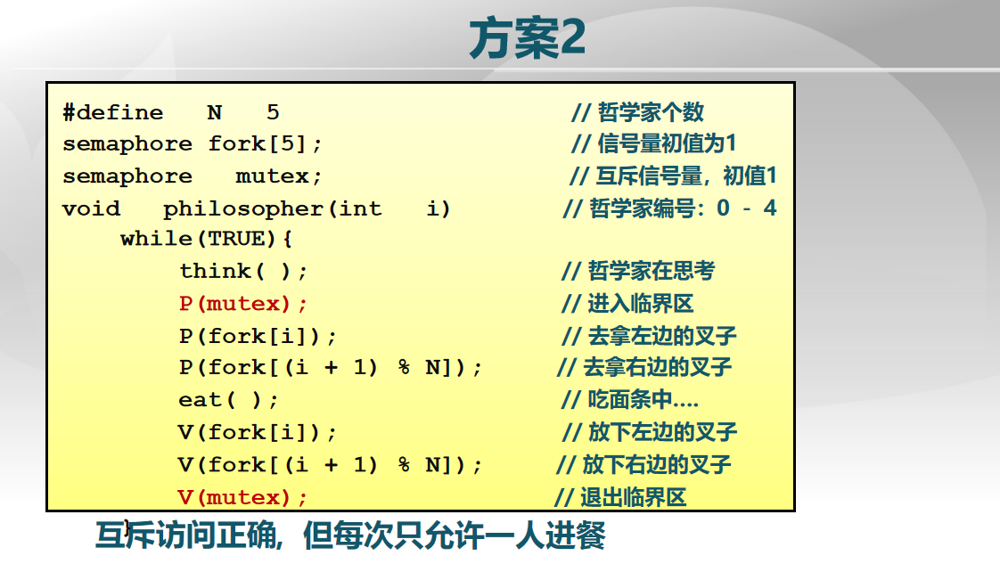 方案2
#define N 5 // 哲学家个数
semaphore fork[5]; // 信号量初值为1
semaphore mutex; // 互斥信号量，初值1
void philosopher(int i) // 哲学家编号：0 - 4
while(TRUE){
think( ); // 哲学家在思考
P(mutex); // 进入临界区
P(fork[i]); // 去拿左边的叉子
P(fork[(i + 1) % N]); // 去拿右边的叉子
eat( ); // 吃面条中....
V(fork[i]); // 放下左边的叉子
V(fork[(i + 1) % N]); // 放下右边的叉子
V(mutex); // 退出临界区
}
互斥访问正确，但每次只允许一人进餐